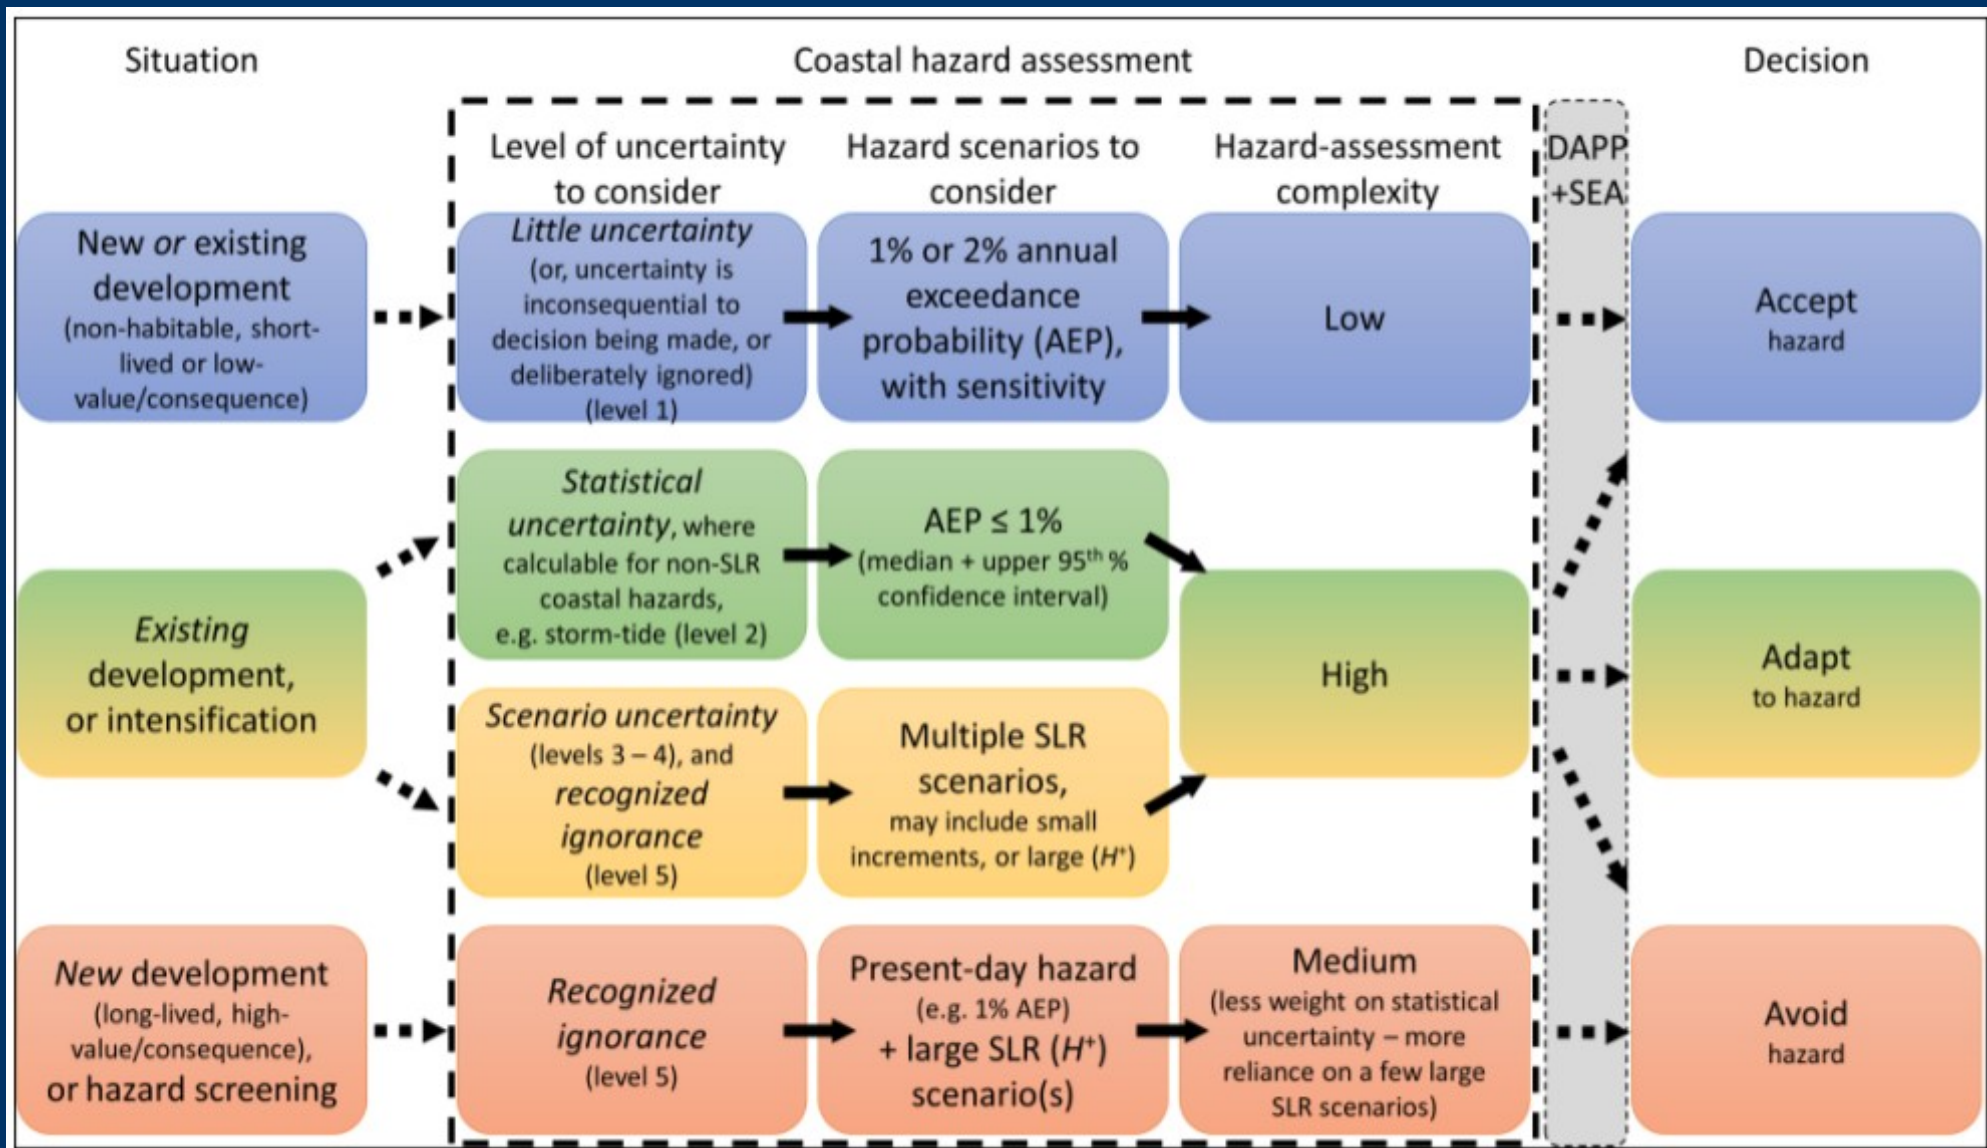 Situation
Coastal hazard assessment
Decision
Level of uncertainty
to consider
Hazard scenarios to
consider
Hazard-assessment
complexity
DAPP
+SEA
New or existing
development
(non-habitable, short-
lived or low-
value/consequence)
Little uncertainty
(or, uncertainty is
inconsequential to
decision being made, or
deliberately ignored)
(level 1)
1% or 2% annual
exceedance
probability (AEP),
with sensitivity
Low
Accept
hazard
Existing
development,
or intensification
Statistical
uncertainty, where
calculable for non-SLR
coastal hazards,
e.g. storm-tide (level 2)
AEP ≤ 1%
(median + upper 95th %
confidence interval)
Scenario uncertainty
(levels 3 – 4), and
recognized
ignorance
(level 5)
Multiple SLR
scenarios,
may include small
increments, or large (H+)
High
Adapt
to hazard
New development
(long-lived, high-
value/consequence),
or hazard screening
Recognized
ignorance
(level 5)
Present-day hazard
(e.g. 1% AEP)
+ large SLR (H+)
scenario(s)
Medium
(less weight on statistical
uncertainty – more
reliance on a few large
SLR scenarios)
Avoid
hazard